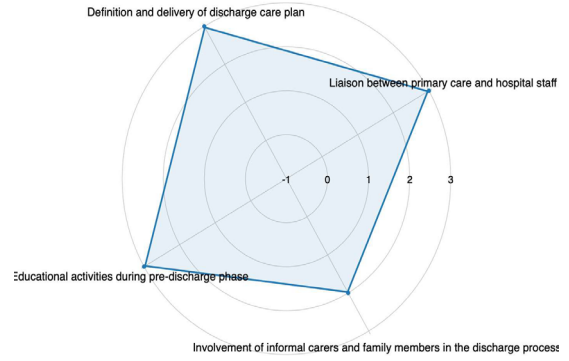 Definition and delivery of discharge care plan
Liaison between primary care and hospital staff
-1 0 1 2 3
Educational activities during pre-discharge phase
Involvement of informal carers and family members in the discharge process